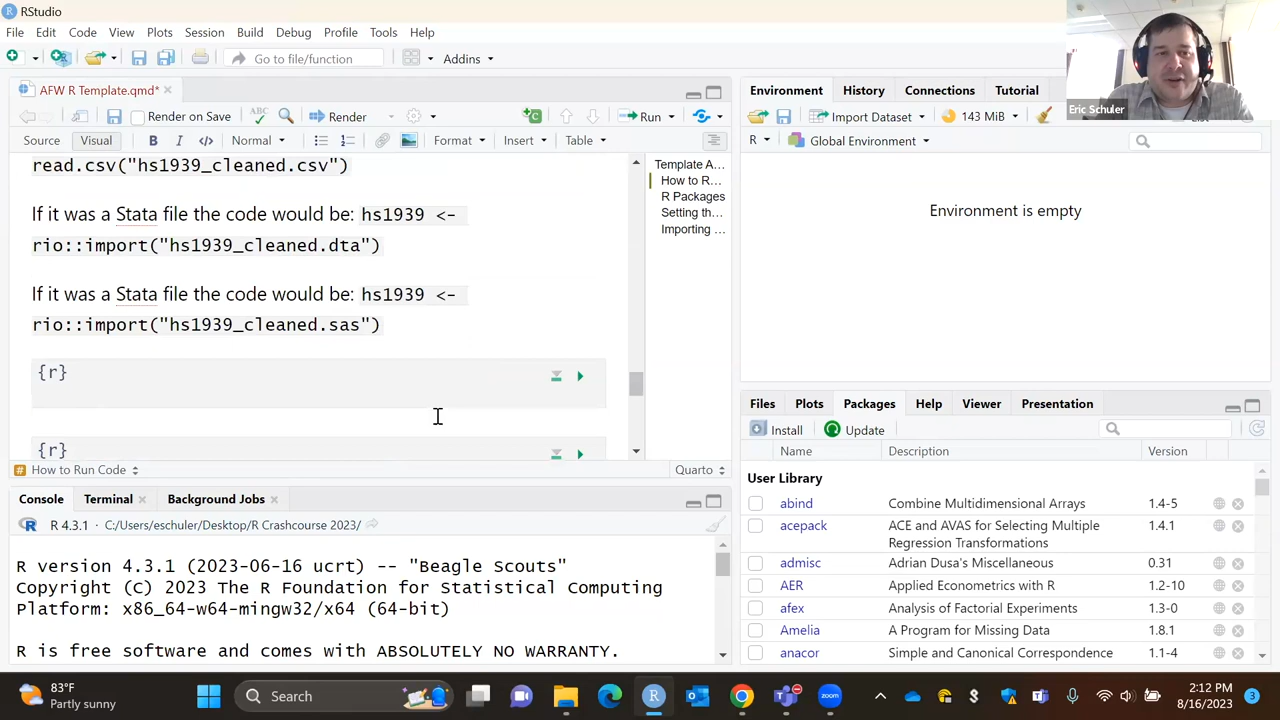 RStudio
File Edit Code View Plots Session Build Debug Profile Tools Help
Go to file/function Addins
AFW R Template.qmd*
Render on Save ABC Render Run
Source Visual B I </> Normal Format Insert Table
read.csv("hs1939_cleaned.csv")
If it was a Stata file the code would be: hs1939 <-
rio::import("hs1939_cleaned.dta")
If it was a Stata file the code would be: hs1939 <-
rio::import("hs1939_cleaned.sas")
{r}
{r}
Template A...
How to R...
R Packages
Setting th...
Importing ...
# How to Run Code Quarto
Console Terminal Background Jobs
R 4.3.1 · C:/Users/eschuler/Desktop/R Crashcourse 2023/
R version 4.3.1 (2023-06-16 ucrt) -- "Beagle Scouts"
Copyright (C) 2023 The R Foundation for Statistical Computing
Platform: x86_64-w64-mingw32/x64 (64-bit)
R is free software and comes with ABSOLUTELY NO WARRANTY.
Eric Schuler
Environment History Connections Tutorial
Import Dataset 143 MiB
R Global Environment
Environment is empty
Files Plots Packages Help Viewer Presentation
Install Update
Name Description Version
User Library
abind Combine Multidimensional Arrays 1.4-5
acepack ACE and AVAS for Selecting Multiple 1.4.1
Regression Transformations
admisc Adrian Dusa's Miscellaneous 0.31
AER Applied Econometrics with R 1.2-10
afex Analysis of Factorial Experiments 1.3-0
Amelia A Program for Missing Data 1.8.1
anacor Simple and Canonical Correspondence 1.1-4
83°F
Partly sunny
Search
zoom
2:12 PM
8/16/2023
3